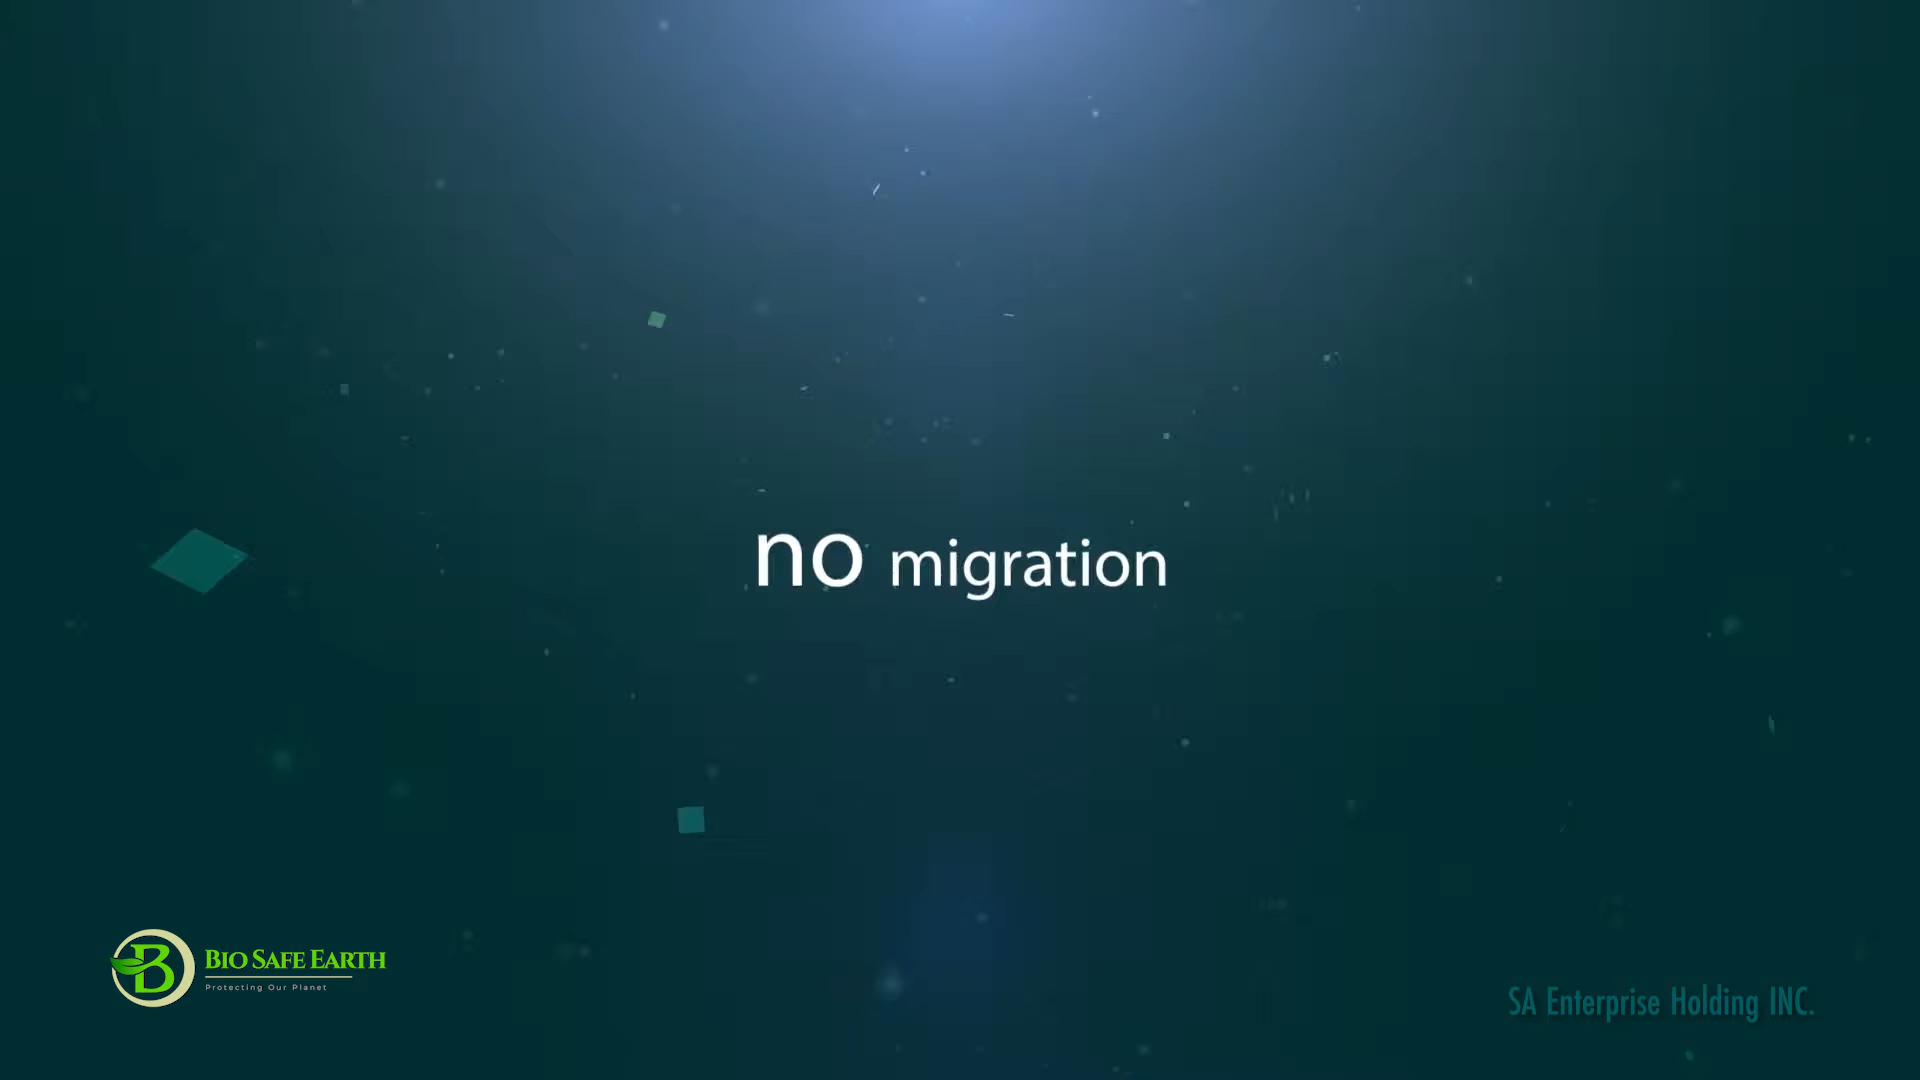 no migration
BIO SAFE EARTH
Protecting Our Planet
SA Enterprise Holding INC.